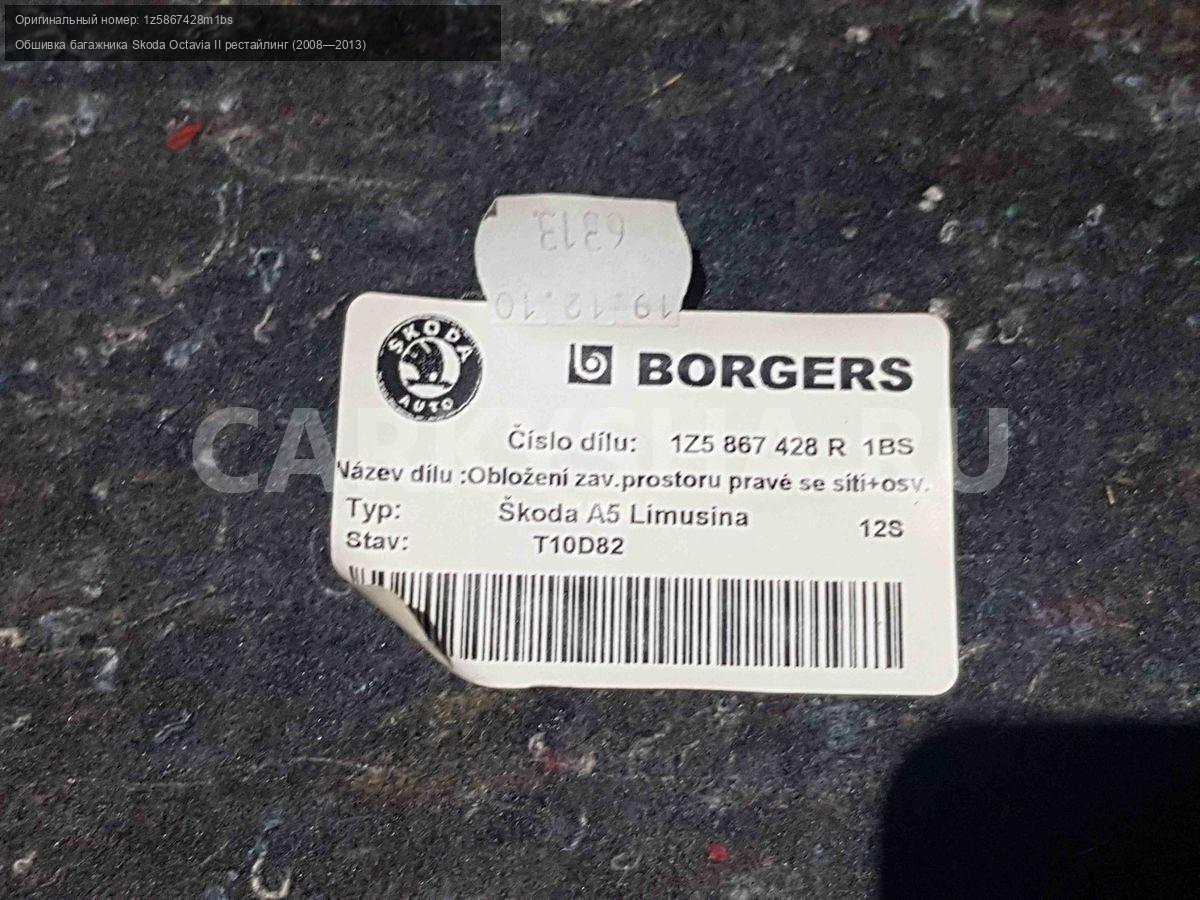 Оригинальный номер: 1z5867428m1bs
Обшивка багажника Skoda Octavia II рестайлинг (2008—2013)
6313
19.12.10
ŠKODA
AUTO
BORGERS
Číslo dílu: 1Z5 867 428 R 1BS
Název dílu :Obložení zav.prostoru pravé se sítí+osv.
Typ: Škoda A5 Limusina 12S
Stav: T10D82
CARKYSHA.RU